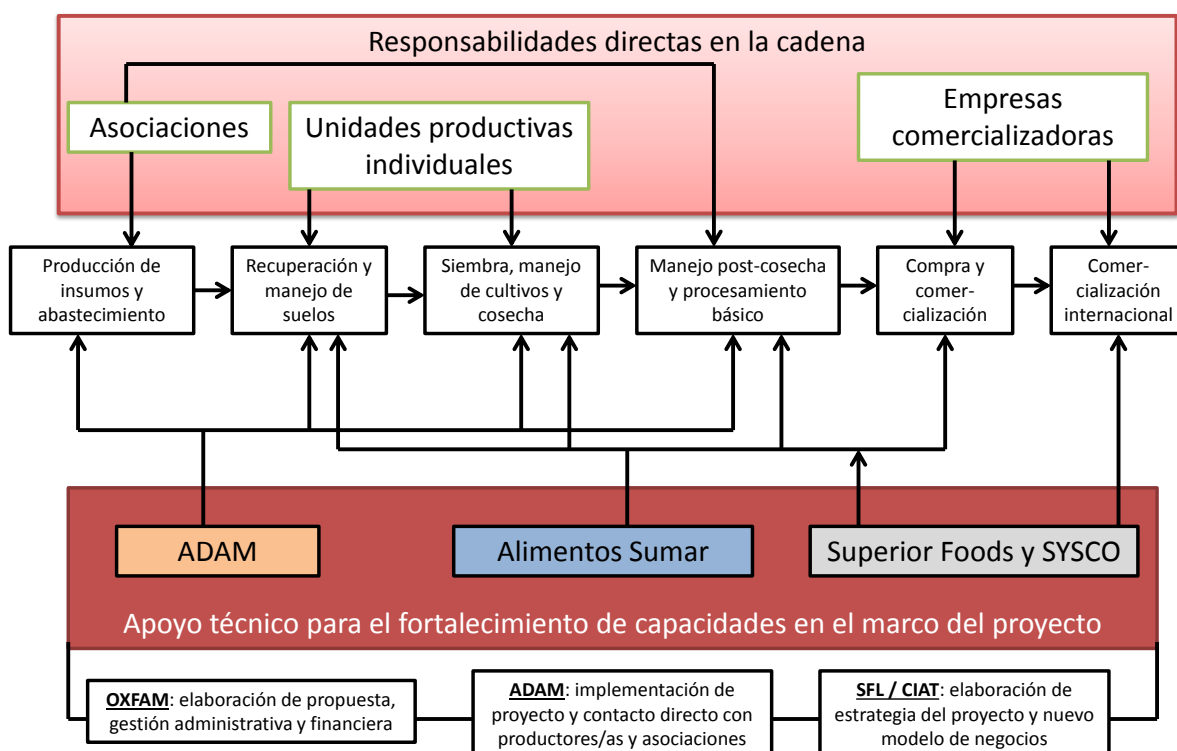 Responsabilidades directas en la cadena
Asociaciones
Unidades productivas
individuales
Empresas
comercializadoras
Producción de
insumos y
abastecimiento
Recuperación y
manejo de
suelos
Siembra, manejo
de cultivos y
cosecha
Manejo post-cosecha
y procesamiento
básico
Compra y
comer-
cialización
Comer-
cialización
internacional
ADAM
Alimentos Sumar
Superior Foods y SYSCO
Apoyo técnico para el fortalecimiento de capacidades en el marco del proyecto
OXFAM: elaboración de propuesta,
gestión administrativa y financiera
ADAM: implementación de
proyecto y contacto directo con
productores/as y asociaciones
SFL / CIAT: elaboración de
estrategia del proyecto y nuevo
modelo de negocios